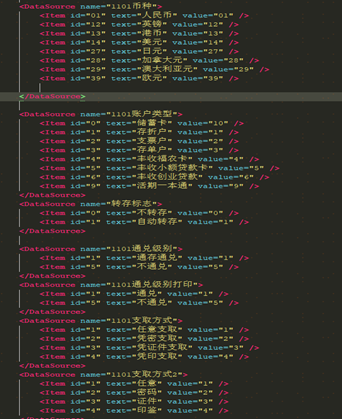 <DataSource name="1101币种">
<Item id="01" text="人民币" value="01" />
<Item id="12" text="英镑" value="12" />
<Item id="13" text="港币" value="13" />
<Item id="14" text="美元" value="14" />
<Item id="27" text="日元" value="27" />
<Item id="28" text="加拿大元" value="28" />
<Item id="29" text="澳大利亚元" value="29" />
<Item id="39" text="欧元" value="39" />
</DataSource>
<DataSource name="1101账户类型">
<Item id="0" text="储蓄卡" value="10" />
<Item id="1" text="存折户" value="1" />
<Item id="2" text="支票户" value="2" />
<Item id="3" text="存单户" value="3" />
<Item id="4" text="丰收福农卡" value="4" />
<Item id="5" text="丰收小额贷款卡" value="5" />
<Item id="6" text="丰收创业贷款" value="6" />
<Item id="9" text="活期一本通" value="9" />
<DataSource name="1101转存标志">
<Item id="0" text="不转存" value="0" />
<Item id="1" text="自动转存" value="1" />
</DataSource>
<DataSource name="1101通兑级别">
<Item id="1" text="通存通兑" value="1" />
<Item id="5" text="不通兑" value="5" />
</DataSource>
<DataSource name="1101通兑级别打印">
<Item id="1" text="通兑" value="1" />
<Item id="5" text="不通兑" value="5" />
</DataSource>
<DataSource name="1101支取方式">
<Item id="1" text="任意支取" value="1" />
<Item id="2" text="凭密支取" value="2" />
<Item id="3" text="凭证件支取" value="3" />
<Item id="4" text="凭印支取" value="4" />
</DataSource>
<DataSource name="1101支取方式2">
<Item id="1" text="任意" value="1" />
<Item id="2" text="密码" value="2" />
<Item id="3" text="证件" value="3" />
<Item id="4" text="印鉴" value="4" />